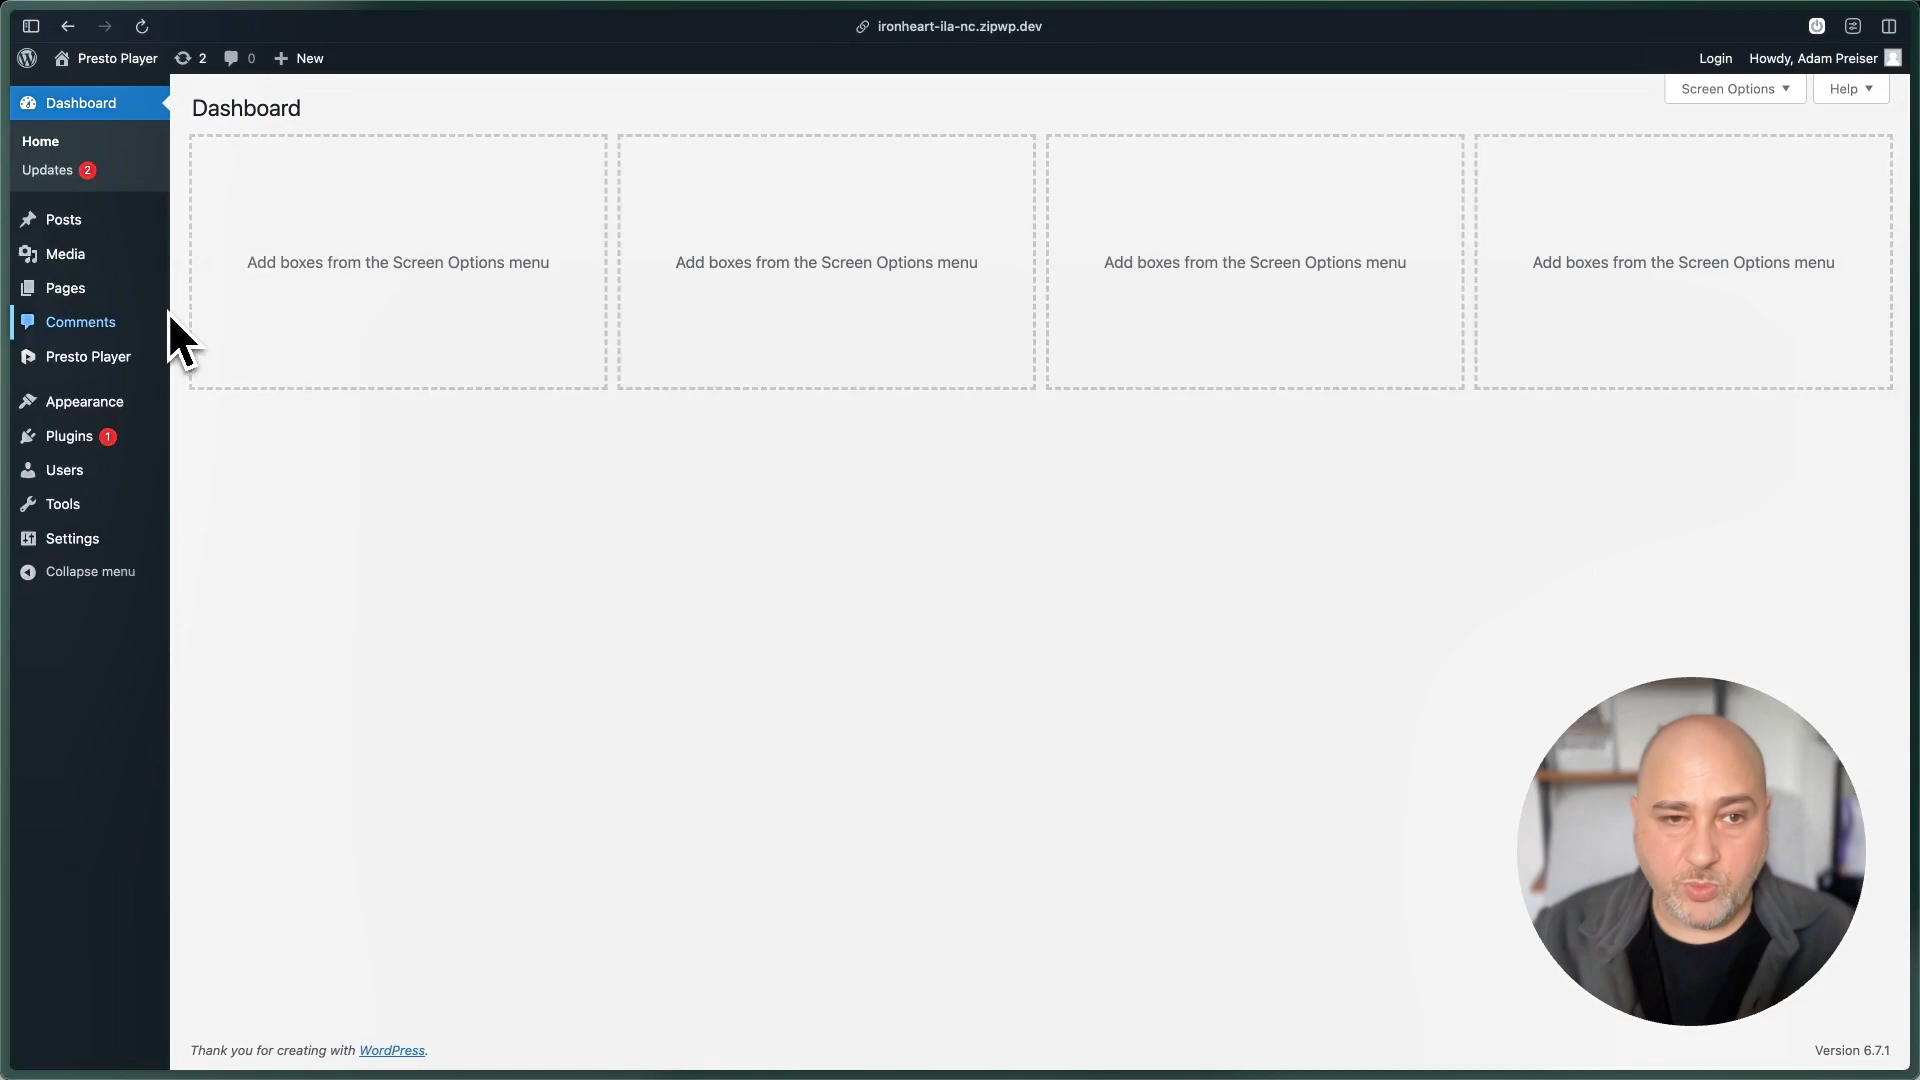 ironheart-ila-nc.zipwp.dev
Presto Player 2 0 New
Login Howdy, Adam Preiser
Dashboard
Home
Updates 2
Posts
Media
Pages
Comments
Presto Player
Appearance
Plugins 1
Users
Tools
Settings
Collapse menu
Dashboard
Screen Options Help
Add boxes from the Screen Options menu
Add boxes from the Screen Options menu
Add boxes from the Screen Options menu
Add boxes from the Screen Options menu
Thank you for creating with WordPress.
Version 6.7.1